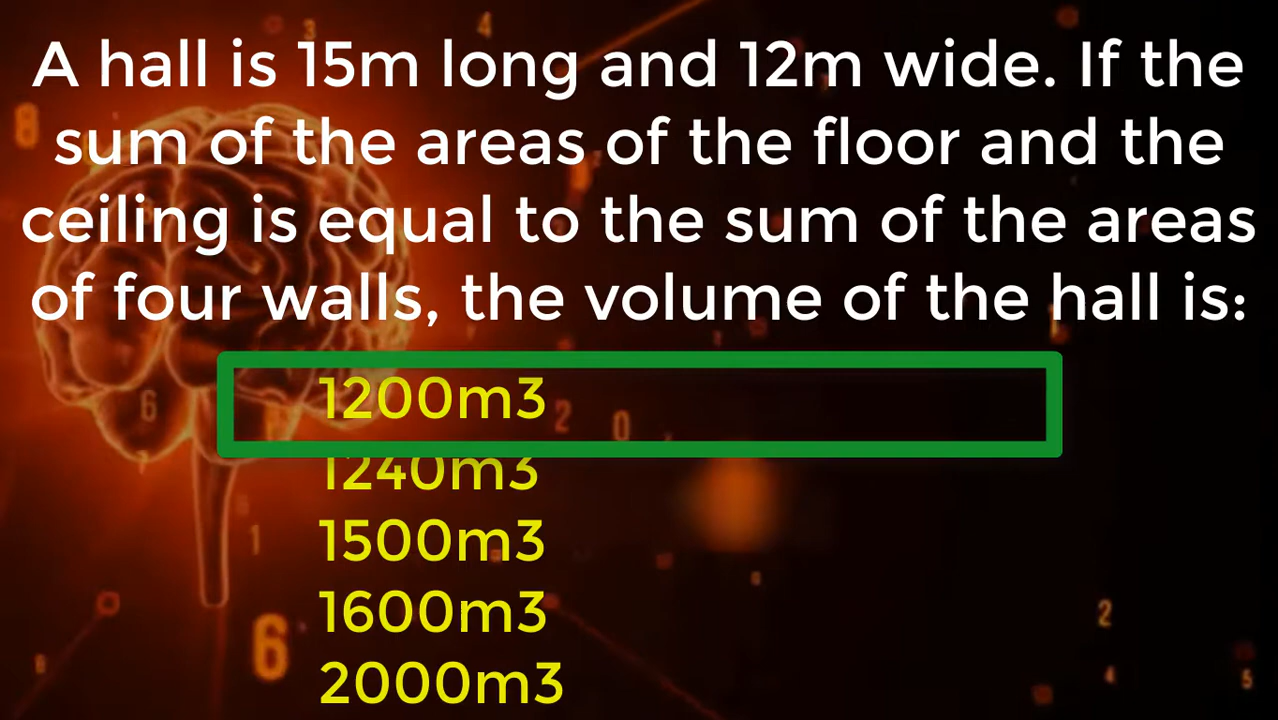 A hall is 15m long and 12m wide. If the
sum of the areas of the floor and the
ceiling is equal to the sum of the areas
of four walls, the volume of the hall is:
1200m3
1240m3
1500m3
1600m3
2000m3